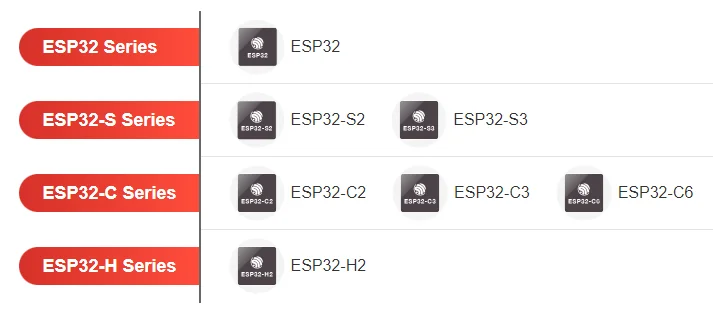 ESP32 Series
ESP32
ESP32
ESP32-S Series
ESP32-S2
ESP32-S2
ESP32-S3
ESP32-S3
ESP32-C Series
ESP32-C2
ESP32-C2
ESP32-C3
ESP32-C3
ESP32-C6
ESP32-C6
ESP32-H Series
ESP32-H2
ESP32-H2